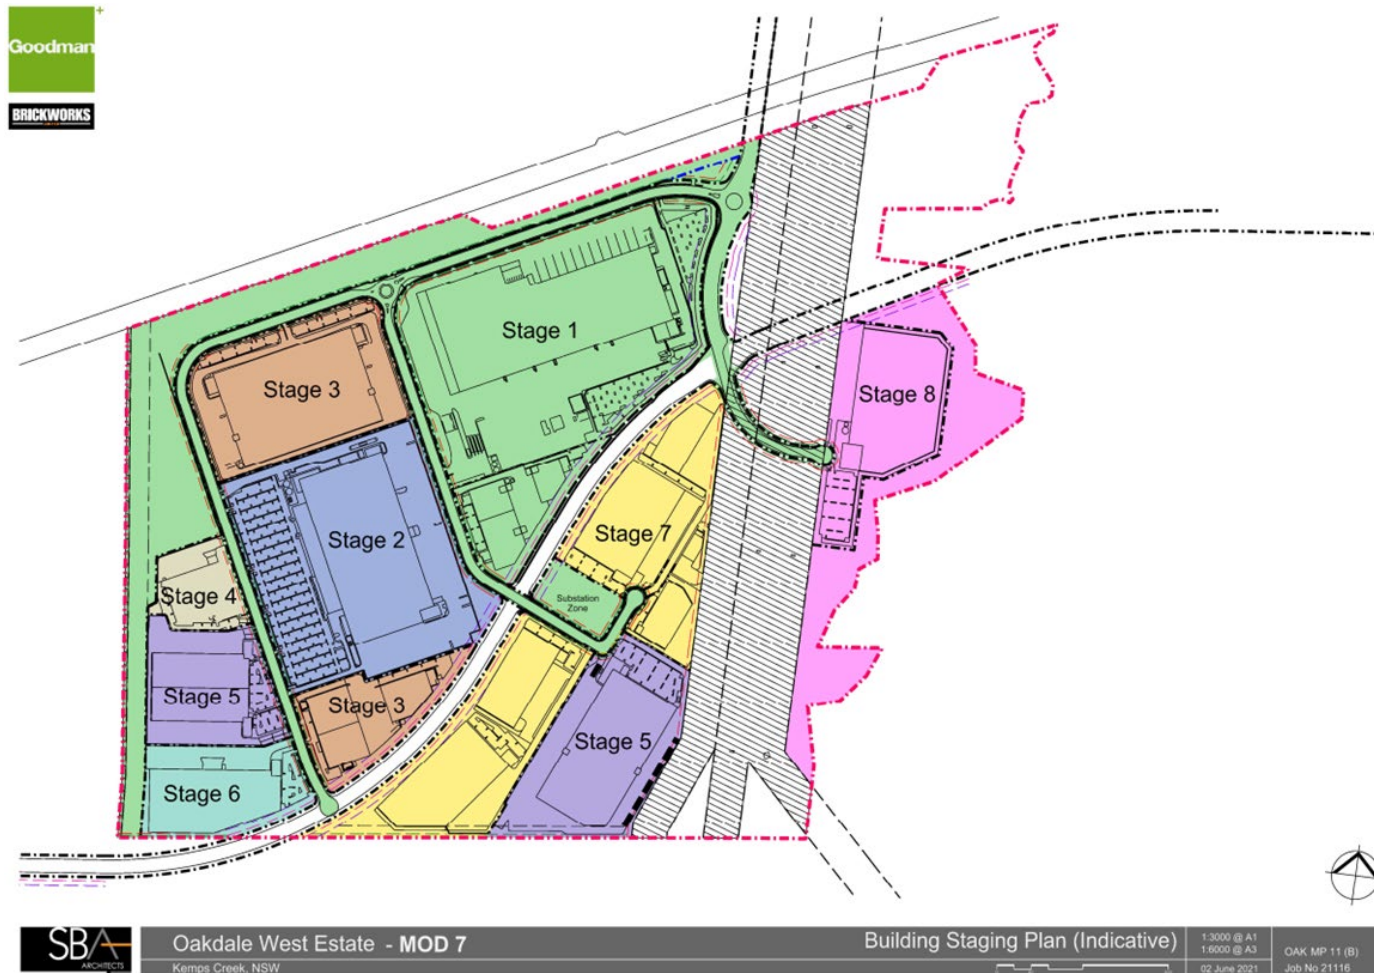 Goodman
BRICKWORKS
Stage 1
Stage 3
Stage 8
Stage 2
Stage 7
Stage 4
Substation
Zone
Stage 5
Stage 3
Stage 5
Stage 6
SBA
ARCHITECTS
Oakdale West Estate - MOD 7
Kemps Creek, NSW
Building Staging Plan (Indicative)
1:3000 @ A1
1:6000 @ A3
02 June 2021
OAK MP 11 (B)
Job No 21116